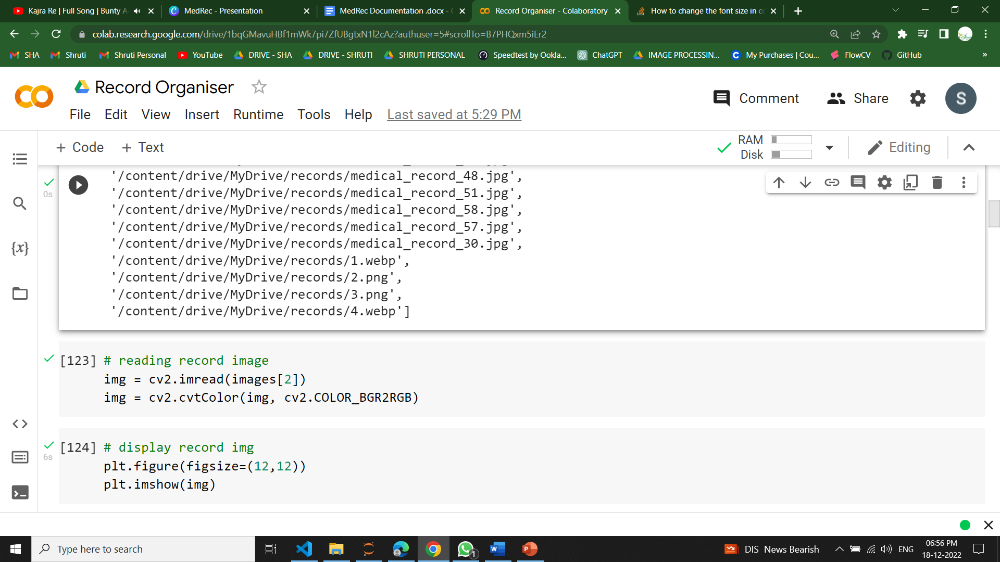 Kajra Re | Full Song | Bunty A
MedRec - Presentation
MedRec Documentation .docx -
Record Organiser - Colaboratory
How to change the font size in co
colab.research.google.com/drive/1bqGMavuHBf1mWk7pi7ZfUBgtxN1l2cAz?authuser=5#scrollTo=B7PHQxm5iEr2
SHA
Shruti
Shruti Personal
YouTube
DRIVE - SHA
DRIVE - SHRUTI
SHRUTI PERSONAL
Speedtest by Ookla...
ChatGPT
IMAGE PROCESSIN...
My Purchases | Cou...
FlowCV
GitHub
»
Record Organiser
Comment
Share
S
File Edit View Insert Runtime Tools Help Last saved at 5:29 PM
+ Code + Text
RAM
Disk
Editing
'/content/drive/MyDrive/records/medical_record_48.jpg',
0s
'/content/drive/MyDrive/records/medical_record_51.jpg',
'/content/drive/MyDrive/records/medical_record_58.jpg',
'/content/drive/MyDrive/records/medical_record_57.jpg',
'/content/drive/MyDrive/records/medical_record_30.jpg',
'/content/drive/MyDrive/records/1.webp',
'/content/drive/MyDrive/records/2.png',
'/content/drive/MyDrive/records/3.png',
'/content/drive/MyDrive/records/4.webp']
{x}
[123] # reading record image
img = cv2.imread(images[2])
img = cv2.cvtColor(img, cv2.COLOR_BGR2RGB)
[124] # display record img
6s
plt.figure(figsize=(12,12))
plt.imshow(img)
Type here to search
1
DIS News Bearish
ENG
06:56 PM
18-12-2022